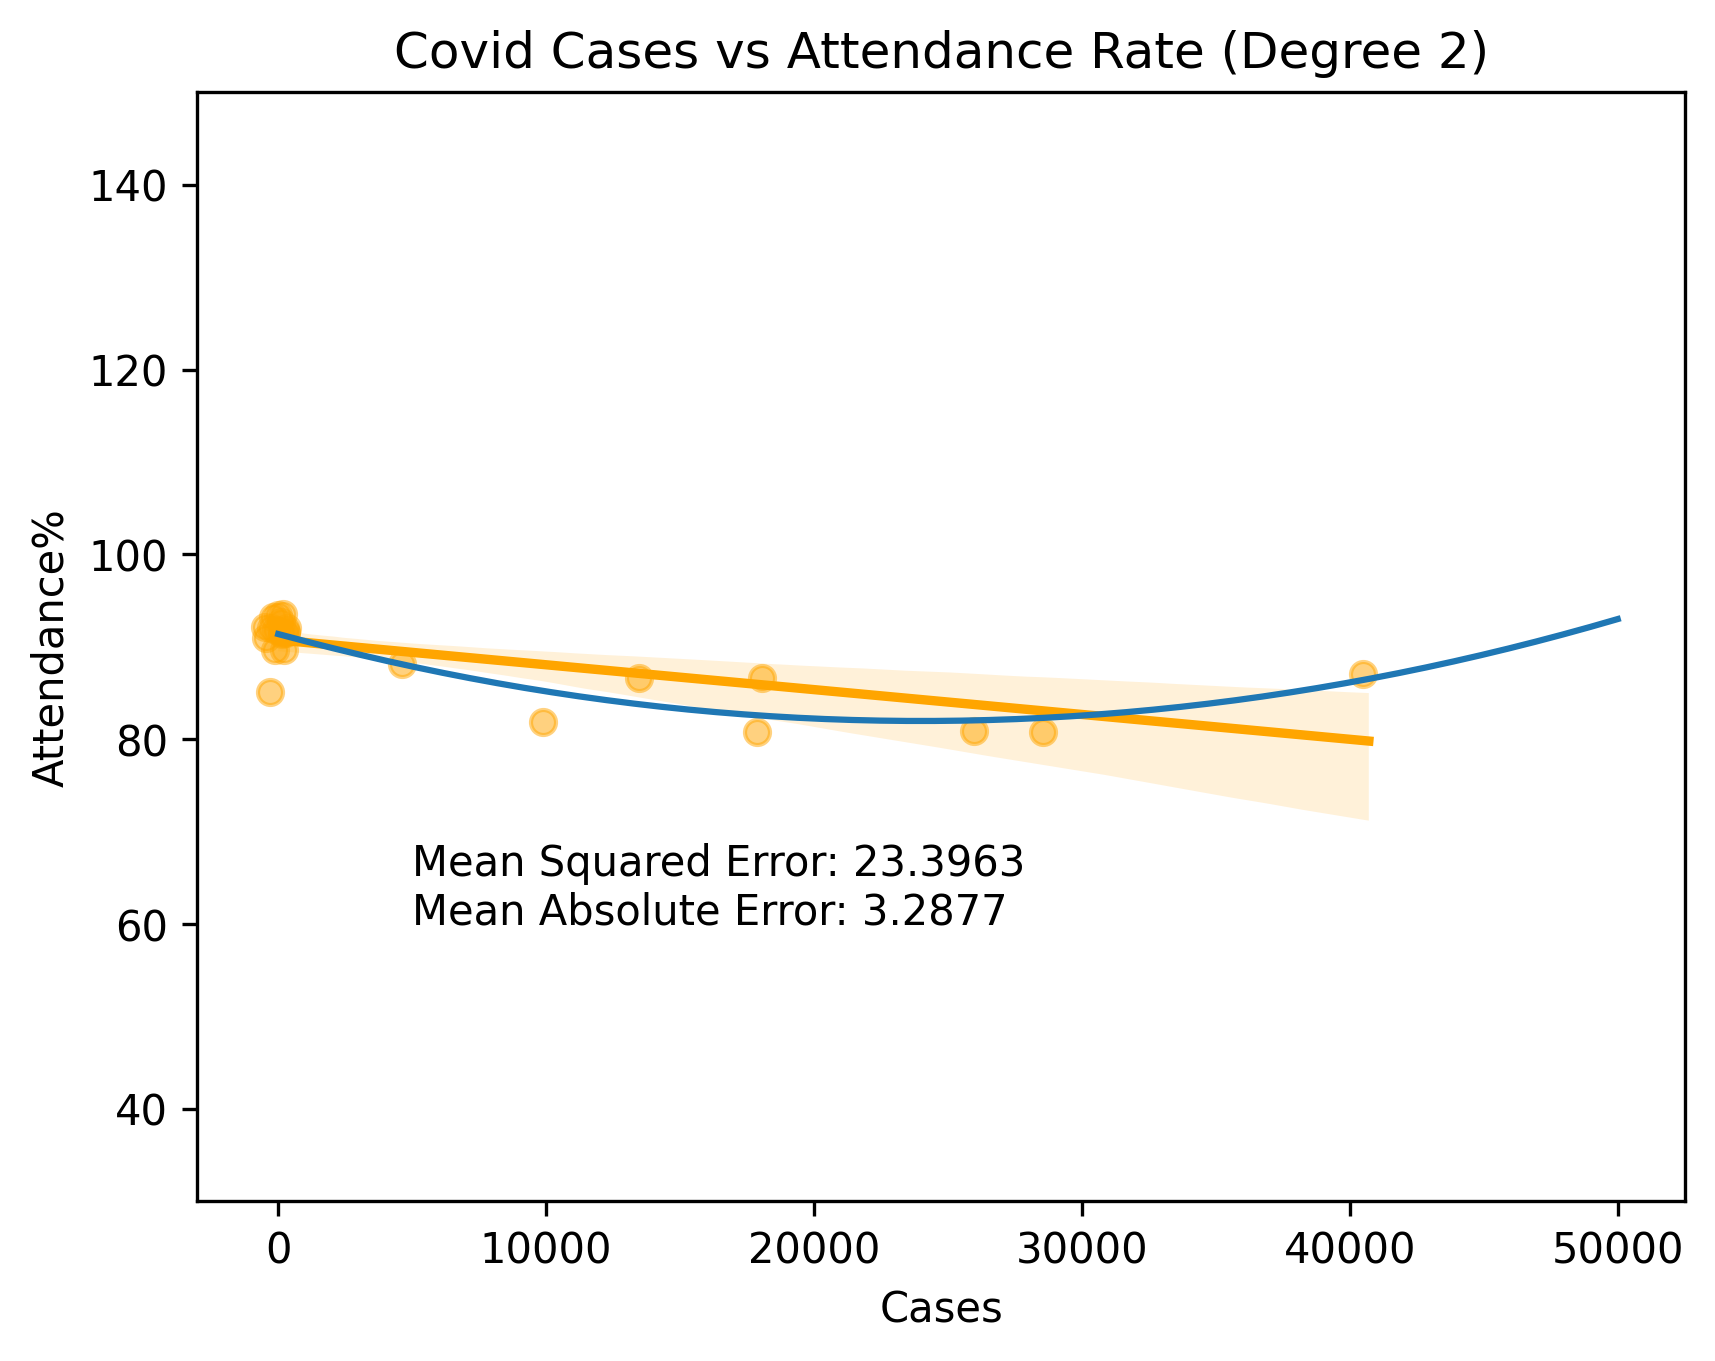 Covid Cases vs Attendance Rate (Degree 2)
140
120
100
80
60
40
Attendance%
Mean Squared Error: 23.3963
Mean Absolute Error: 3.2877
0 10000 20000 30000 40000 50000
Cases